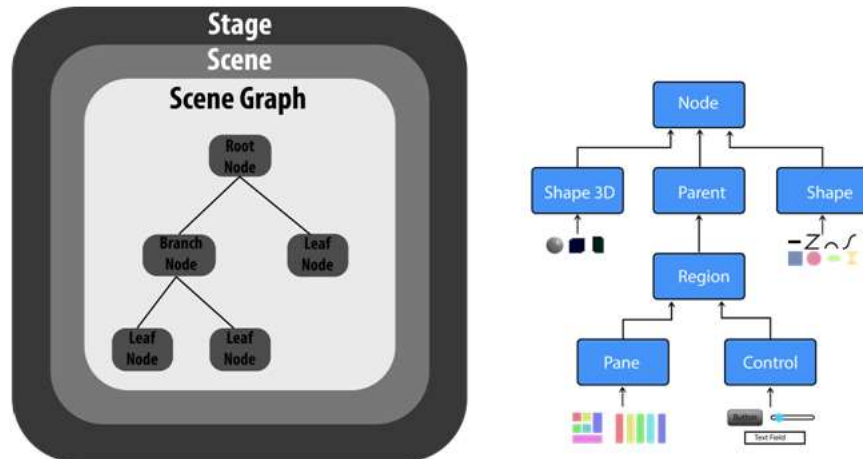 Stage
Scene
Scene Graph
Root
Node
Branch
Node
Leaf
Node
Leaf
Node
Leaf
Node
Node
Shape 3D
Parent
Shape
Region
Pane
Control
Button
Text Field